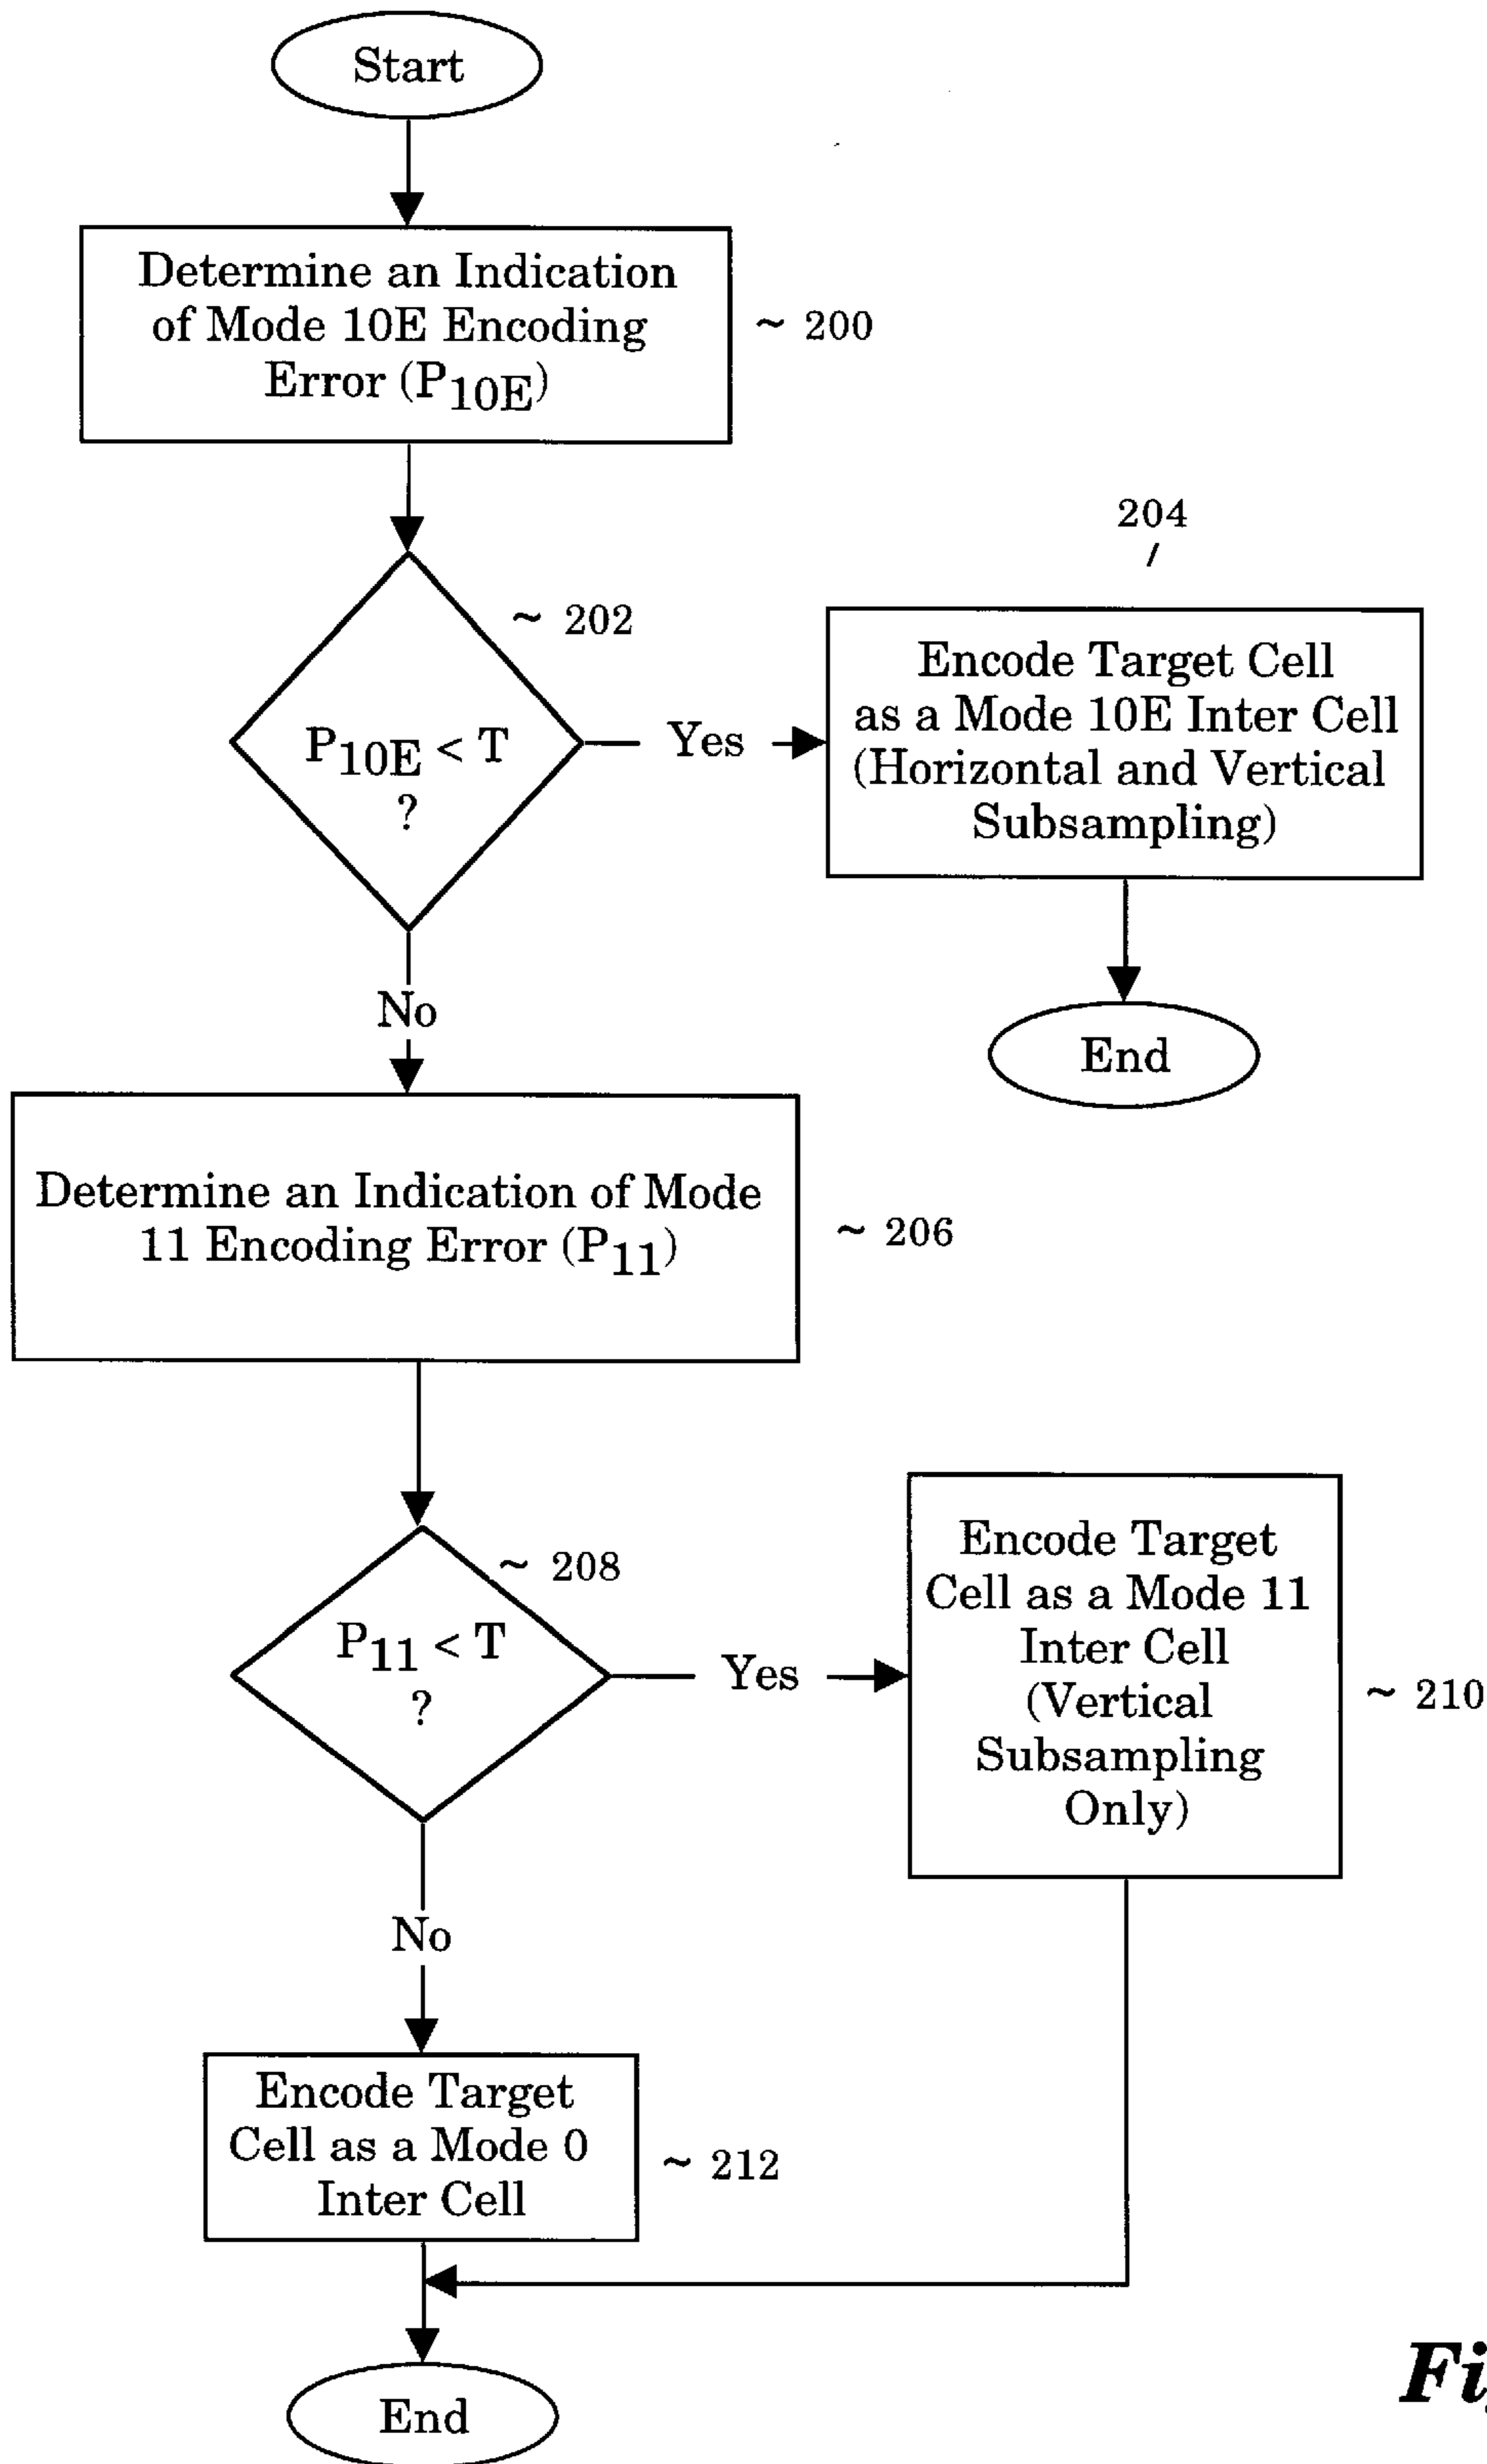 Start
Determine an Indication
of Mode 10E Encoding
Error (P10E)
~ 200
~ 202
P10E < T
?
Yes
204
Encode Target Cell
as a Mode 10E Inter Cell
(Horizontal and Vertical
Subsampling)
End
No
Determine an Indication of Mode
11 Encoding Error (P11)
~ 206
~ 208
P11 < T
?
Yes
Encode Target
Cell as a Mode 11
Inter Cell
(Vertical
Subsampling
Only)
~ 210
No
Encode Target
Cell as a Mode 0
Inter Cell
~ 212
End